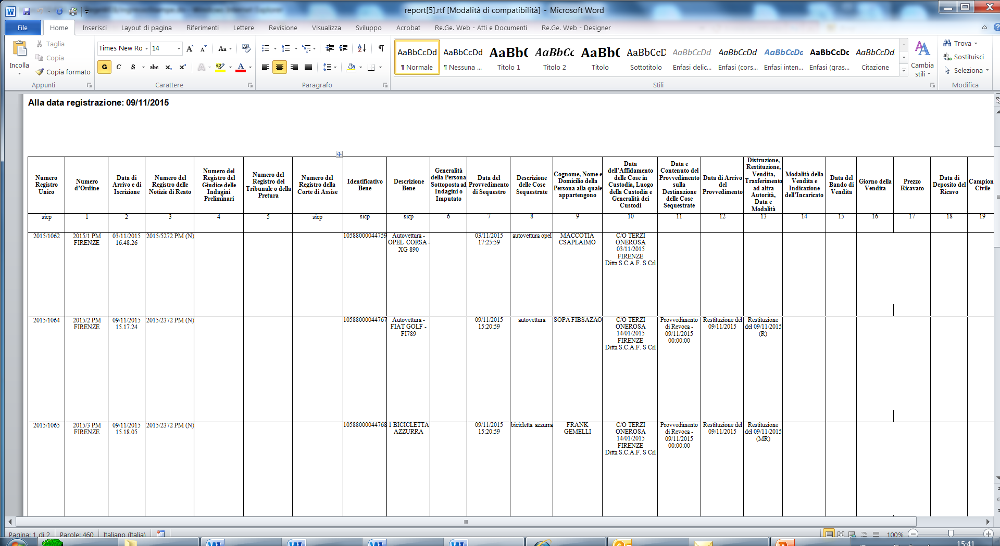 report[5].rtf [Modalità di compatibilità] - Microsoft Word
File Home Inserisci Layout di pagina Riferimenti Lettere Revisione Visualizza Sviluppo Acrobat Re.Ge. Web - Atti e Documenti Re.Ge. Web - Designer
Incolla
Taglia
Copia
Copia formato
Appunti
Times New Ro 14
Carattere
Paragrafo
AaBbCcDd ¶ Normale
AaBbCcDd ¶ Nessuna ...
AaBbC Titolo 1
AaBbCc Titolo 2
AaBbC Titolo
AaBbCcD Sottotitolo
AaBbCcDd Enfasi delic...
AaBbCcDd Enfasi (cors...
AaBbCcDd Enfasi inten...
AaBbCcDc Enfasi (gras...
AaBbCcDd Citazione
Stili
Cambia stili
Trova
Sostituisci
Seleziona
Modifica
Alla data registrazione: 09/11/2015
Numero Registro Unico
Numero d'Ordine
Data di Arrivo e di Iscrizione
Numero del Registro delle Notizie di Reato
Numero del Registro del Giudice delle Indagini Preliminari
Numero del Registro del Tribunale o della Pretura
Numero del Registro della Corte di Assise
Identificativo Bene
Descrizione Bene
Generalità della Persona Sottoposta ad Indagini o Imputato
Data del Provvedimento di Sequestro
Descrizione delle Cose Sequestrate
Cognome, Nome e Domicilio della Persona alla quale appartengono
Data dell'Affidamento delle Cose in Custodia, Luogo della Custodia e Generalità dei Custodi
Data e Contenuto del Provvedimento sulla Destinazione delle Cose Sequestrate
Data di Arrivo del Provvedimento
Distruzione, Restituzione, Vendita, Trasferimento ad altra Autorità, Data e Modalità
Modalità della Vendita e Indicazione dell'Incaricato
Data del Bando di Vendita
Giorno della Vendita
Prezzo Ricavato
Data di Deposito del Ricavo
Campion Civile
sicp 1 2 3 4 5 sicp sicp sicp 6 7 8 9 10 11 12 13 14 15 16 17 18 19
2015/1062
2015/1 PM FIRENZE
03/11/2015 16.48.26
2015/5272 PM (N)
10588000044759
Autovettura - OPEL CORSA - XG 890
03/11/2015 17:25:59
autovettura opel
MACCOTIA CSAPLAIMO
C/O TERZI ONEROSA 03/11/2015 FIRENZE Ditta S.C.A.F. S Crl
2015/1064
2015/2 PM FIRENZE
09/11/2015 15.17.24
2015/2372 PM (N)
10588000044767
Autovettura - FIAT GOLF - FI789
09/11/2015 15:20:59
autovettura
SOPA FIBSAZAO
C/O TERZI ONEROSA 14/01/2015 FIRENZE Ditta S.C.A.F. S Crl
Provvedimento di Revoca - 09/11/2015 00:00:00
Restituzione del 09/11/2015
Restituzione del 09/11/2015 (R)
2015/1065
2015/3 PM FIRENZE
09/11/2015 15.18.05
2015/2372 PM (N)
10588000044768
1 BICICLETTA AZZURRA
09/11/2015 15:20:59
bicicletta azzurra
FRANK GEMELLI
C/O TERZI ONEROSA 14/01/2015 FIRENZE Ditta S.C.A.F. S Crl
Provvedimento di Revoca - 09/11/2015 00:00:00
Restituzione del 09/11/2015
Restituzione del 09/11/2015 (MR)
Pagina: 1 di 2 Parole: 460 Italiano (Italia) 100%
15:41